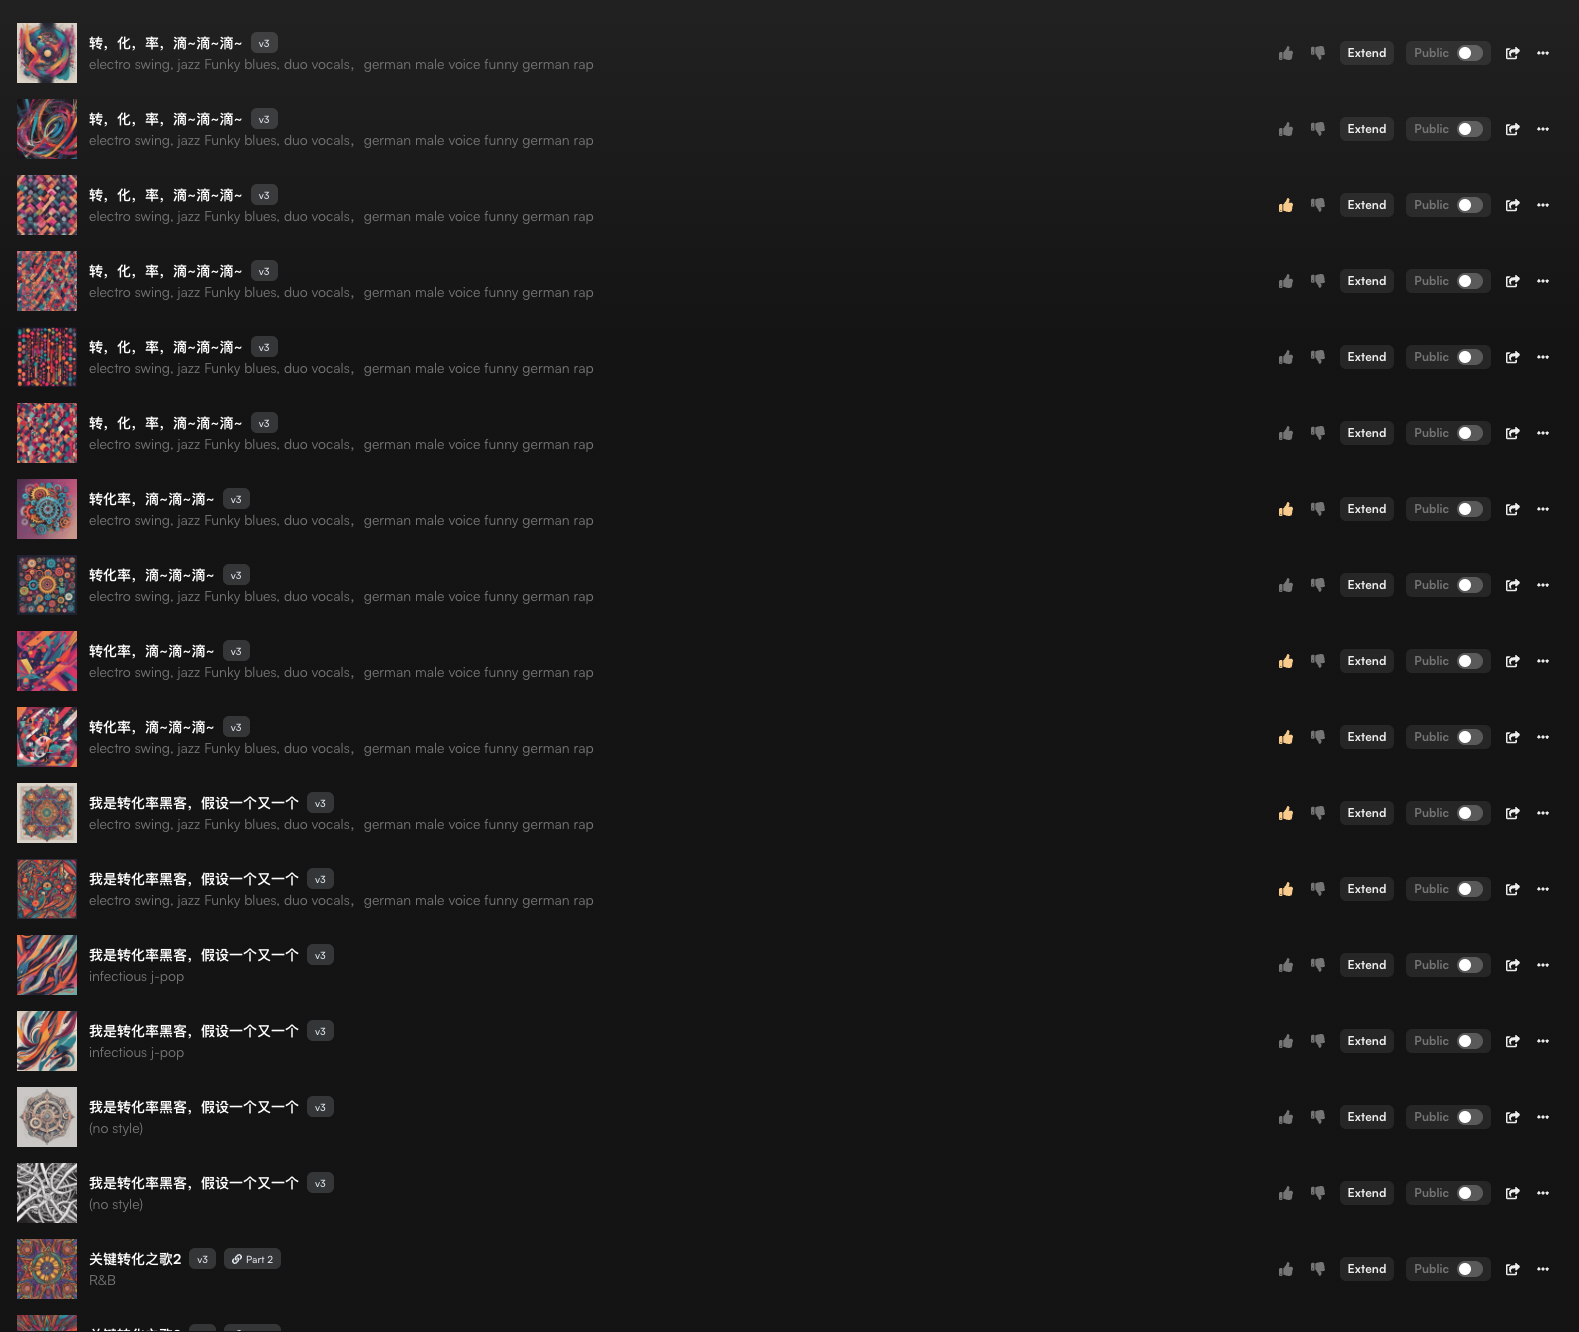 转，化，率，滴~滴~滴~ v3
electro swing, jazz Funky blues, duo vocals，german male voice funny german rap
Extend Public
转，化，率，滴~滴~滴~ v3
electro swing, jazz Funky blues, duo vocals，german male voice funny german rap
Extend Public
转，化，率，滴~滴~滴~ v3
electro swing, jazz Funky blues, duo vocals，german male voice funny german rap
Extend Public
转，化，率，滴~滴~滴~ v3
electro swing, jazz Funky blues, duo vocals，german male voice funny german rap
Extend Public
转，化，率，滴~滴~滴~ v3
electro swing, jazz Funky blues, duo vocals，german male voice funny german rap
Extend Public
转，化，率，滴~滴~滴~ v3
electro swing, jazz Funky blues, duo vocals，german male voice funny german rap
Extend Public
转化率，滴~滴~滴~ v3
electro swing, jazz Funky blues, duo vocals，german male voice funny german rap
Extend Public
转化率，滴~滴~滴~ v3
electro swing, jazz Funky blues, duo vocals，german male voice funny german rap
Extend Public
转化率，滴~滴~滴~ v3
electro swing, jazz Funky blues, duo vocals，german male voice funny german rap
Extend Public
转化率，滴~滴~滴~ v3
electro swing, jazz Funky blues, duo vocals，german male voice funny german rap
Extend Public
我是转化率黑客，假设一个又一个 v3
electro swing, jazz Funky blues, duo vocals，german male voice funny german rap
Extend Public
我是转化率黑客，假设一个又一个 v3
electro swing, jazz Funky blues, duo vocals，german male voice funny german rap
Extend Public
我是转化率黑客，假设一个又一个 v3
infectious j-pop
Extend Public
我是转化率黑客，假设一个又一个 v3
infectious j-pop
Extend Public
我是转化率黑客，假设一个又一个 v3
(no style)
Extend Public
我是转化率黑客，假设一个又一个 v3
(no style)
Extend Public
关键转化之歌2 v3 Part 2
R&B
Extend Public